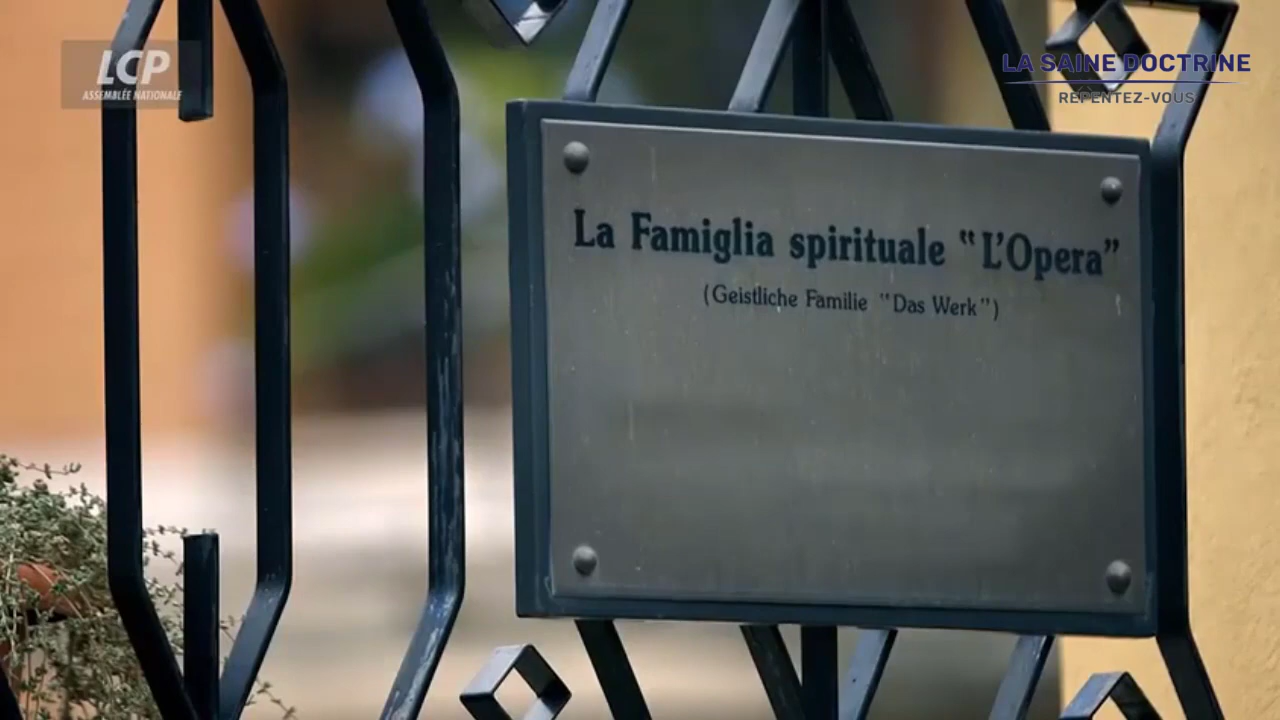 LCP
ASSEMBLÉE NATIONALE
LA SAINE DOCTRINE
REPENTEZ-VOUS
La Famiglia spirituale "L'Opera"
(Geistliche Familie "Das Werk")